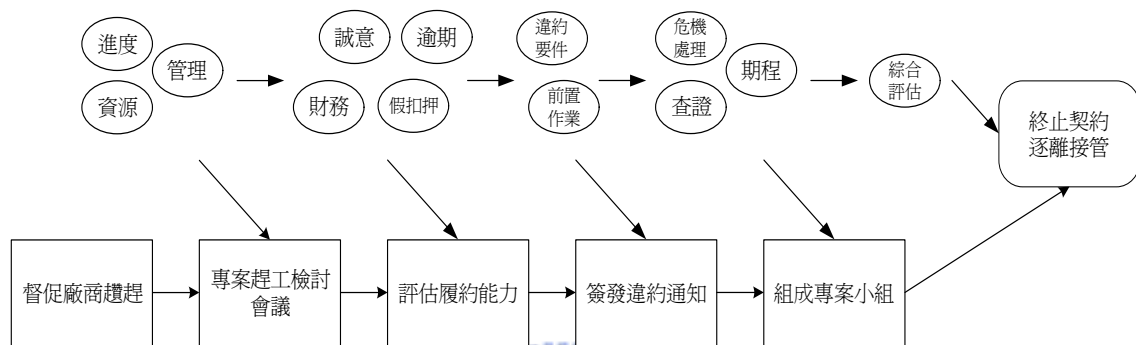 進度
管理
資源
誠意
逾期
財務
假扣押
違約
要件
前置
作業
危機
處理
期程
查證
綜合
評估
終止契約
逐離接管
督促廠商趲趕
專案趕工檢討
會議
評估履約能力
簽發違約通知
組成專案小組